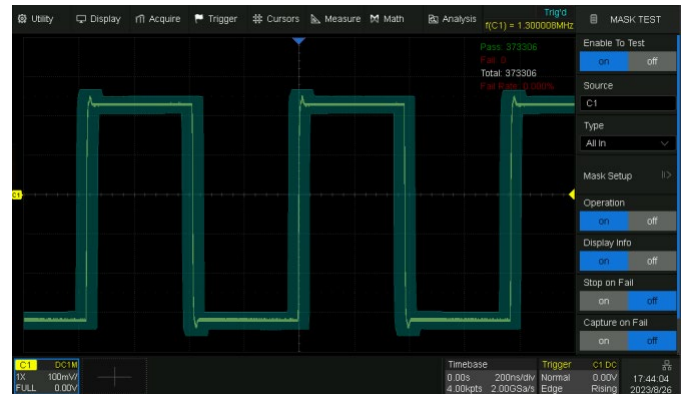 Utility Display Acquire Trigger Cursors Measure Math Analysis
Trig'd
f(C1) = 1.300008MHz
MASK TEST
Pass: 373306
Fail: 0
Total: 373306
Fail Rate: 0.000%
Enable To Test
on off
Source
C1
Type
All In
Mask Setup
Operation
on off
Display Info
on off
Stop on Fail
on off
Capture on Fail
on off
C1
C1 DC1M
1X 100mV/
FULL 0.00V
Timebase
0.00s 200ns/div
4.00kpts 2.00GSa/s
Trigger C1 DC
Normal 0.00V
Edge Rising
17:44:04
2023/8/26